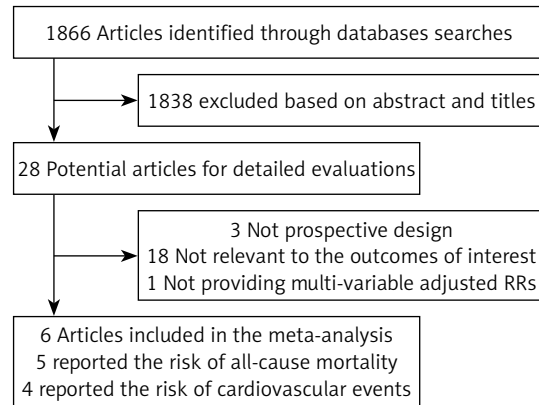 1866 Articles identified through databases searches
1838 excluded based on abstract and titles
28 Potential articles for detailed evaluations
3 Not prospective design
18 Not relevant to the outcomes of interest
1 Not providing multi-variable adjusted RRs
6 Articles included in the meta-analysis
5 reported the risk of all-cause mortality
4 reported the risk of cardiovascular events